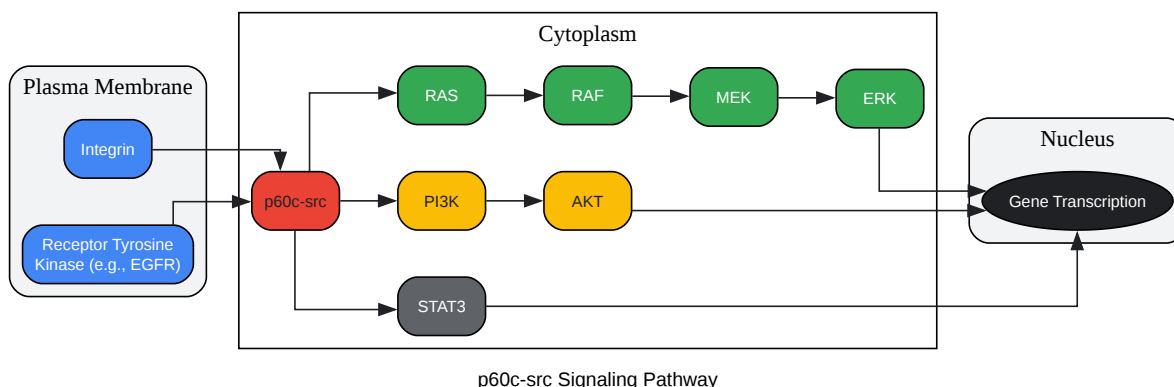 Cytoplasm
Plasma Membrane
Integrin
Receptor Tyrosine
Kinase (e.g., EGFR)
p60c-src
RAS
RAF
MEK
ERK
PI3K
AKT
STAT3
Nucleus
Gene Transcription
p60c-src Signaling Pathway